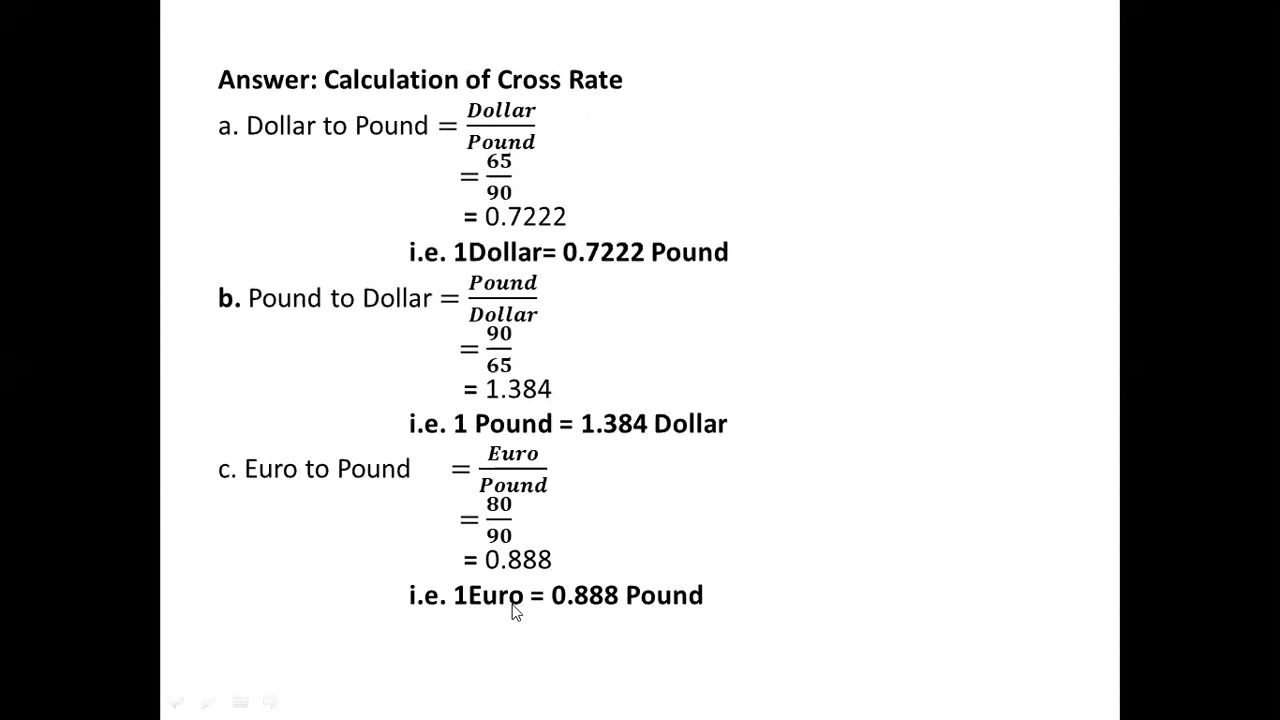 Answer: Calculation of Cross Rate
a. Dollar to Pound = Dollar/Pound
= 65/90
= 0.7222
i.e. 1Dollar= 0.7222 Pound
b. Pound to Dollar = Pound/Dollar
= 90/65
= 1.384
i.e. 1 Pound = 1.384 Dollar
c. Euro to Pound = Euro/Pound
= 80/90
= 0.888
i.e. 1Euro = 0.888 Pound